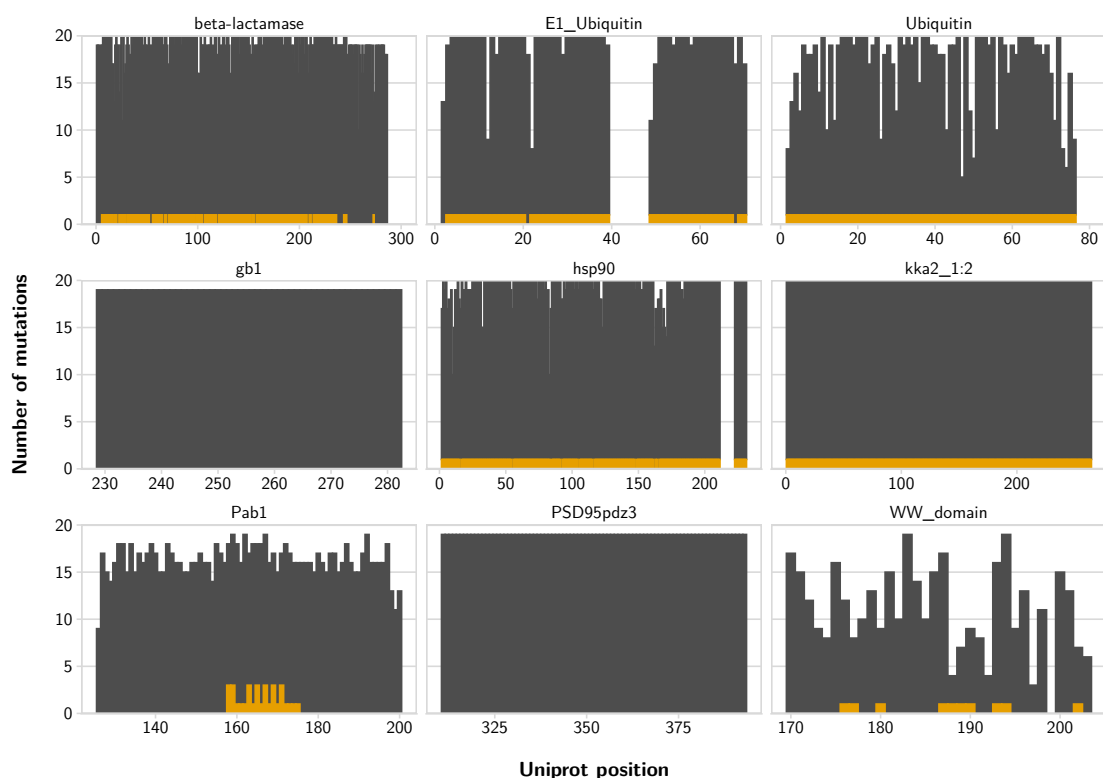 beta-lactamase E1_Ubiquitin Ubiquitin
20 15 10 5 0
0 100 200 300 0 20 40 60 0 20 40 60 80
gb1 hsp90 kka2_1:2
20 15 10 5 0
230 240 250 260 270 280 0 50 100 150 200 0 100 200
Number of mutations
Pab1 PSD95pdz3 WW_domain
20 15 10 5 0
140 160 180 200 325 350 375 170 180 190 200
Uniprot position